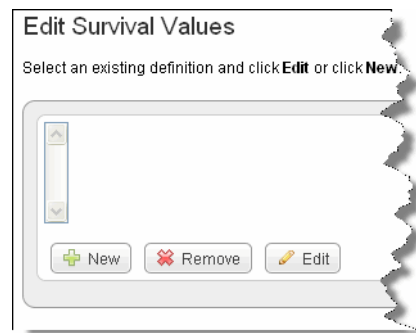 Edit Survival Values
Select an existing definition and click Edit or click New.
New Remove Edit